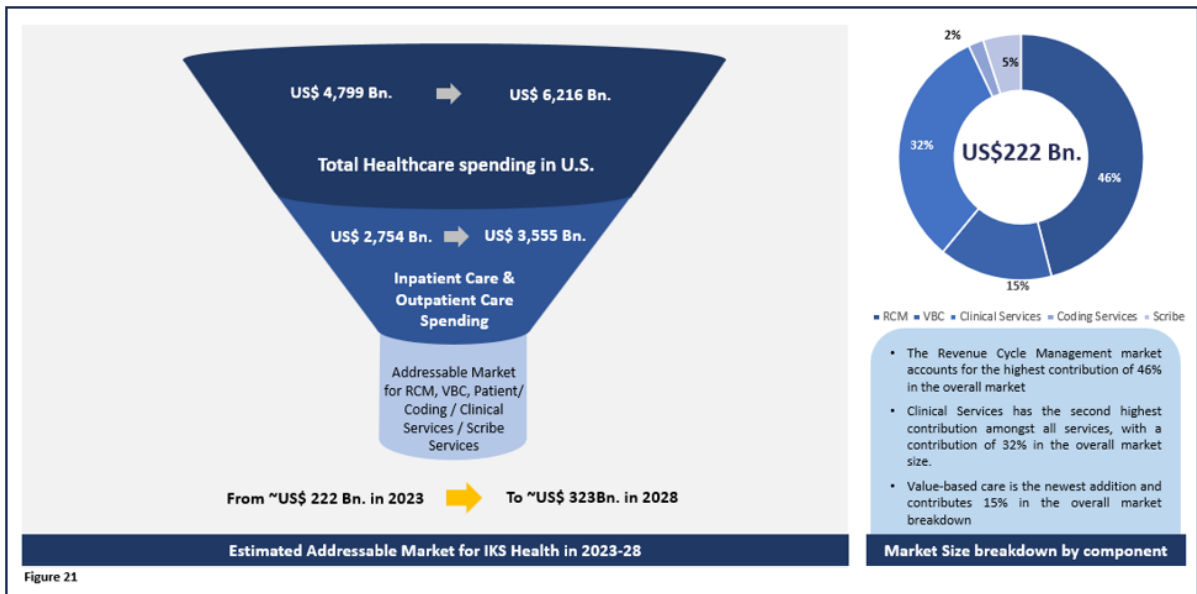 US$ 4,799 Bn.
US$ 6,216 Bn.
Total Healthcare spending in U.S.
US$ 2,754 Bn.
US$ 3,555 Bn.
Inpatient Care &
Outpatient Care
Spending
Addressable Market
for RCM, VBC, Patient/
Coding / Clinical
Services / Scribe
Services
From ~US$ 222 Bn. in 2023
To ~US$ 323Bn. in 2028
Estimated Addressable Market for IKS Health in 2023-28
Figure 21
2%
5%
32%
US$222 Bn.
46%
15%
RCM VBC Clinical Services Coding Services Scribe
• The Revenue Cycle Management market
accounts for the highest contribution of 46%
in the overall market
• Clinical Services has the second highest
contribution amongst all services, with a
contribution of 32% in the overall market
size.
• Value-based care is the newest addition and
contributes 15% in the overall market
breakdown
Market Size breakdown by component